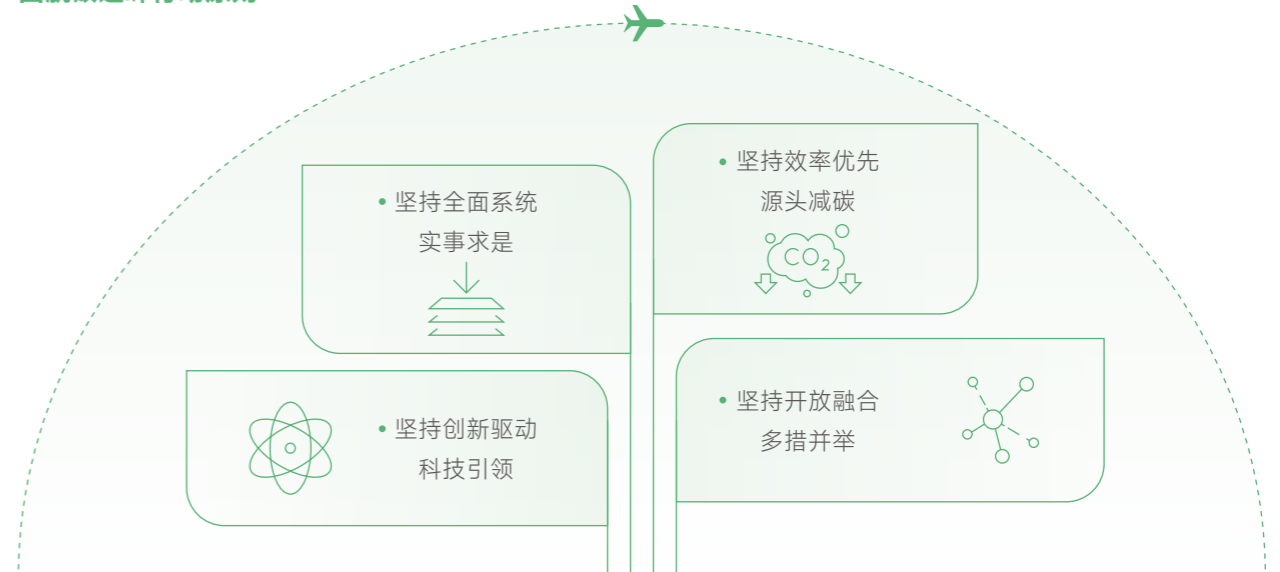 • 坚持全面系统
实事求是
• 坚持效率优先
源头减碳
CO₂
• 坚持创新驱动
科技引领
• 坚持开放融合
多措并举